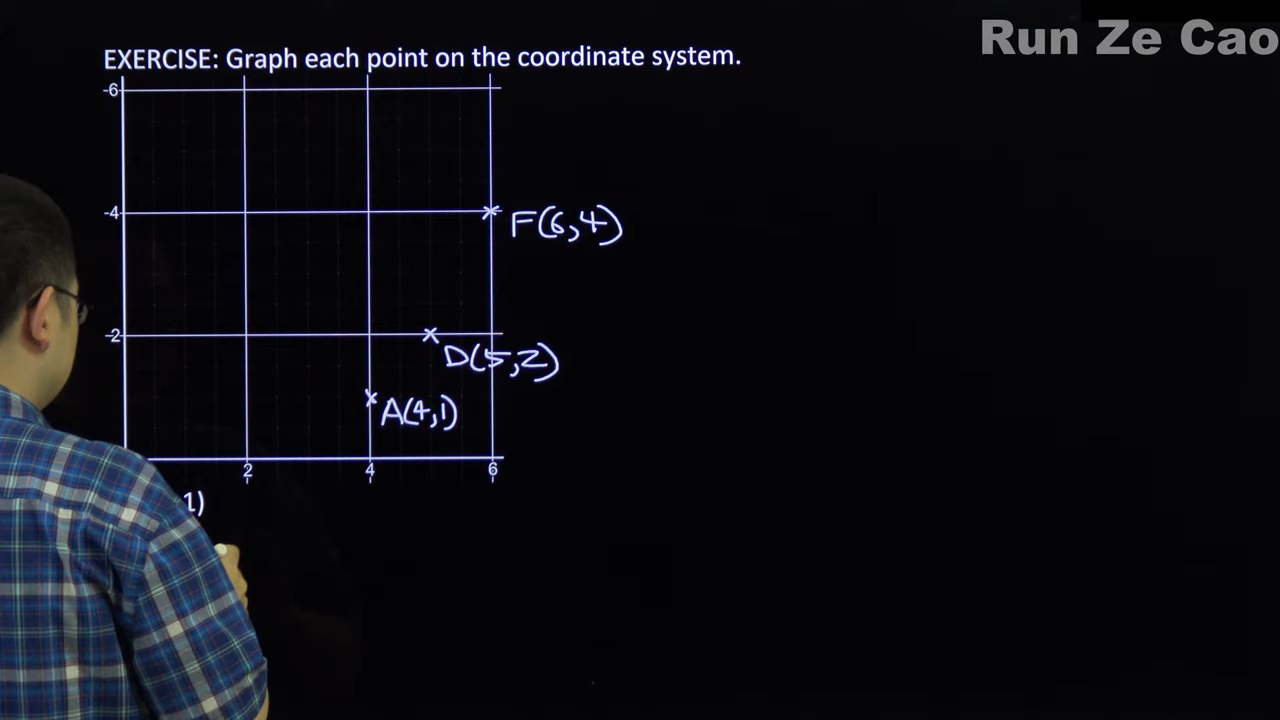 Run Ze Cao
EXERCISE: Graph each point on the coordinate system.
-6
-4
F(6,4)
-2
D(5,2)
A(4,1)
2 4 6
1)